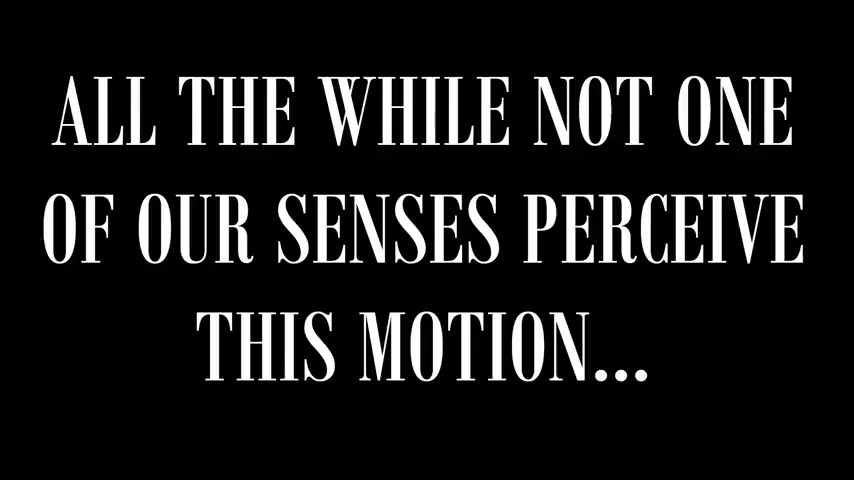 ALL THE WHILE NOT ONE
OF OUR SENSES PERCEIVE
THIS MOTION...